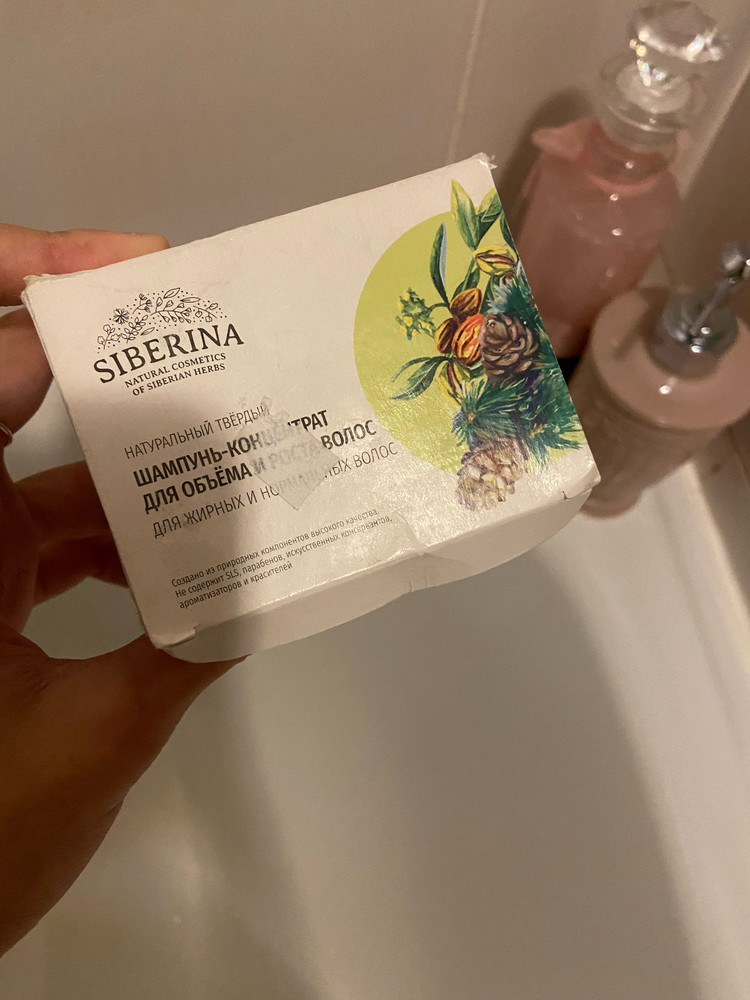 SIBERINA
NATURAL COSMETICS
OF SIBERIAN HERBS
НАТУРАЛЬНЫЙ ТВЁРДЫЙ
ШАМПУНЬ-КОНЦЕНТРАТ
ДЛЯ ОБЪЁМА И РОСТА ВОЛОС
ДЛЯ ЖИРНЫХ И НОРМАЛЬНЫХ ВОЛОС
Создано из природных компонентов высокого качества.
Не содержит SLS, парабенов, искусственных консервантов,
ароматизаторов и красителей